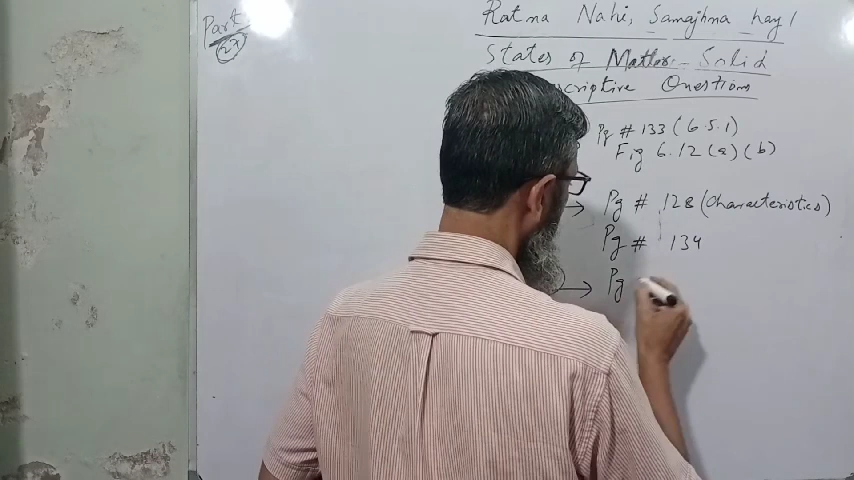 Part
27
Ratna Nahi, Samajhna hay!
States of Matter - Solid
criptive Questions
Pg # 133 (6.5.1)
Fig 6.12 (a) (b)
→ Pg # 128 (Characteristics)
Pg # 134
) → Pg